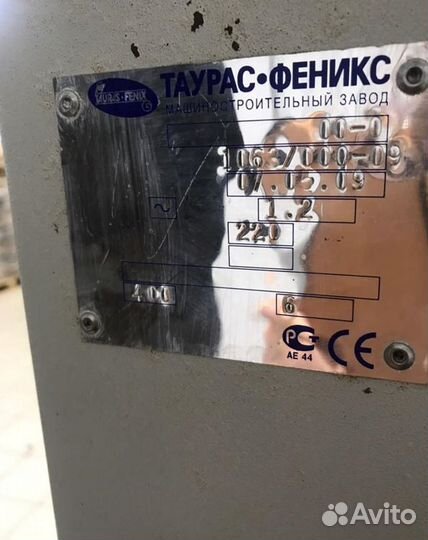 TAURAS-FENIX
ТАУРАС•ФЕНИКС
МАШИНОСТРОИТЕЛЬНЫЙ ЗАВОД
00-0
1063/000-09
07.05.09
1.2
220
400 6
РСТ CE
АЕ 44
Avito